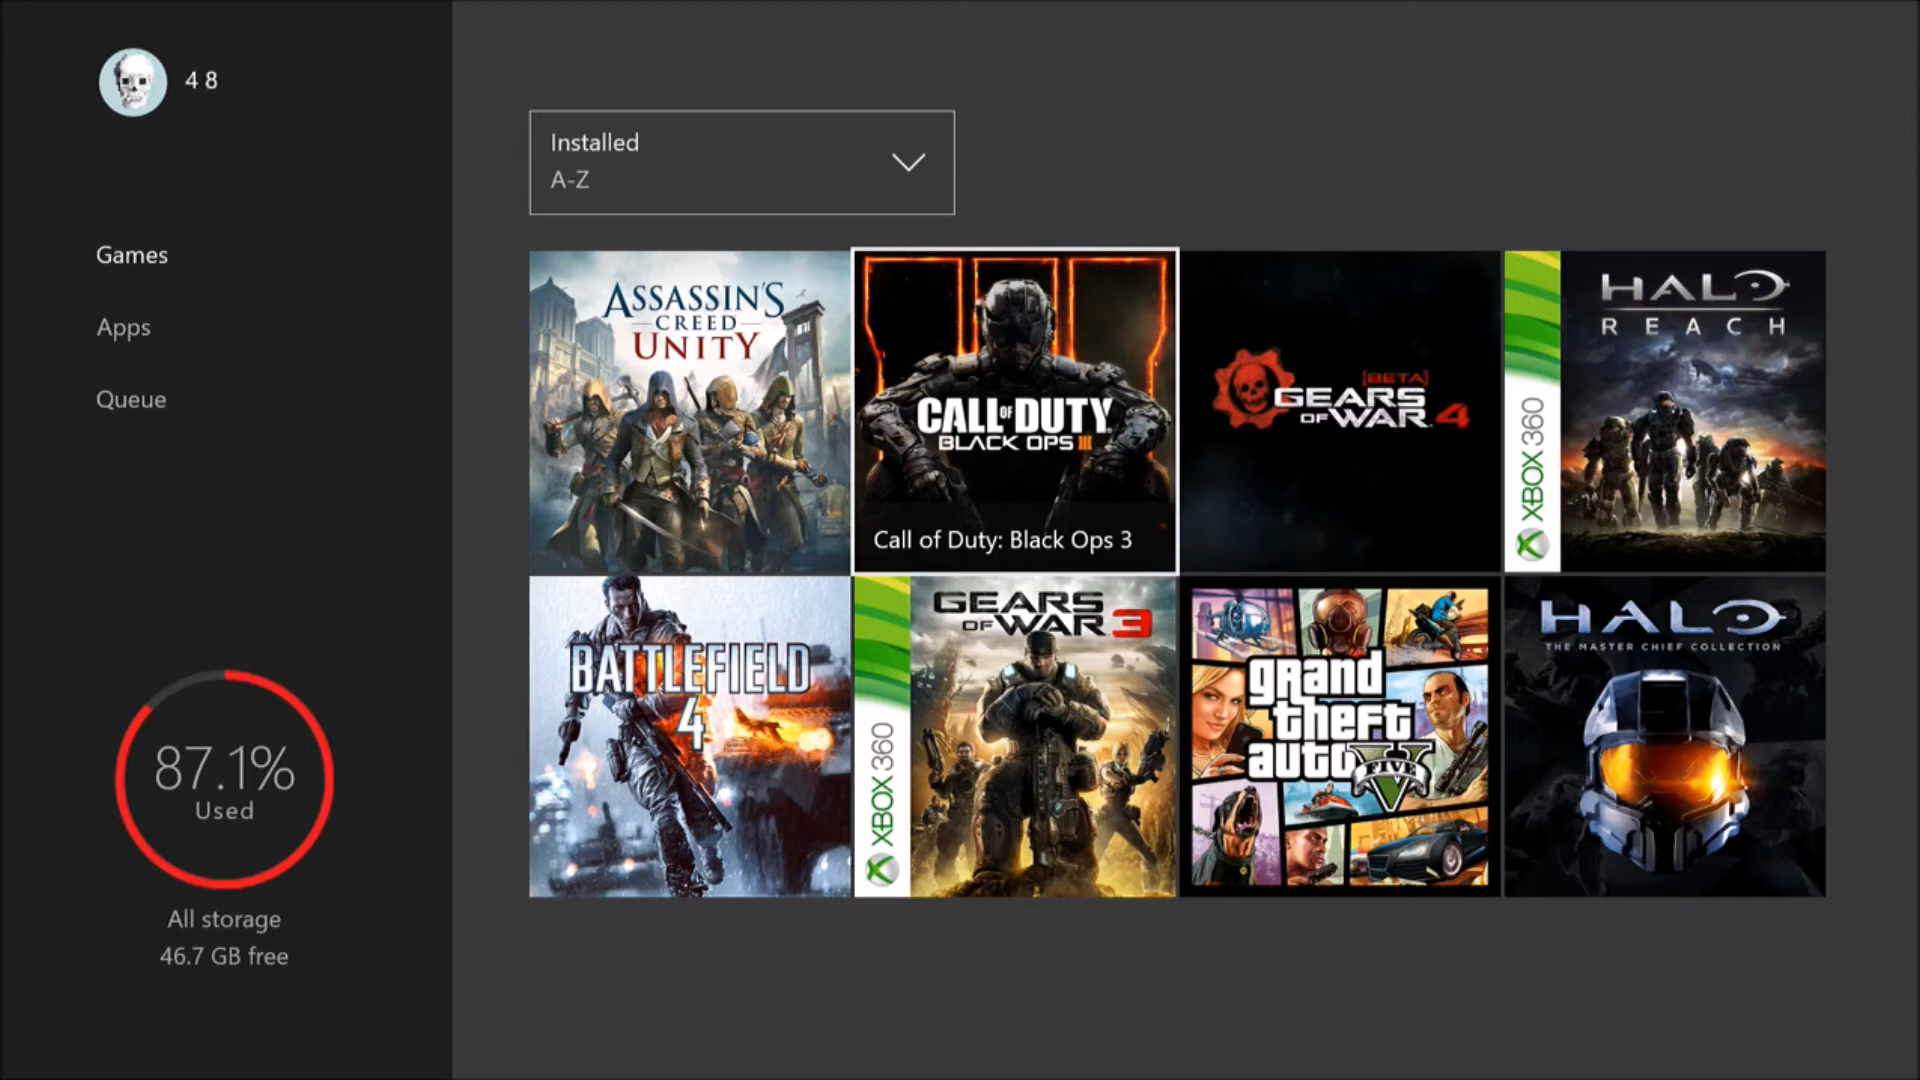 4 8
Installed
A-Z
Games
Apps
Queue
ASSASSIN'S
CREED
UNITY
CALL OF DUTY
BLACK OPS III
Call of Duty: Black Ops 3
[BETA]
GEARS
OF WAR 4
XBOX 360
HALO
REACH
BATTLEFIELD
4
XBOX 360
GEARS
OF WAR 3
grand
theft
auto
V
FIVE
HALO
THE MASTER CHIEF COLLECTION
87.1%
Used
All storage
46.7 GB free